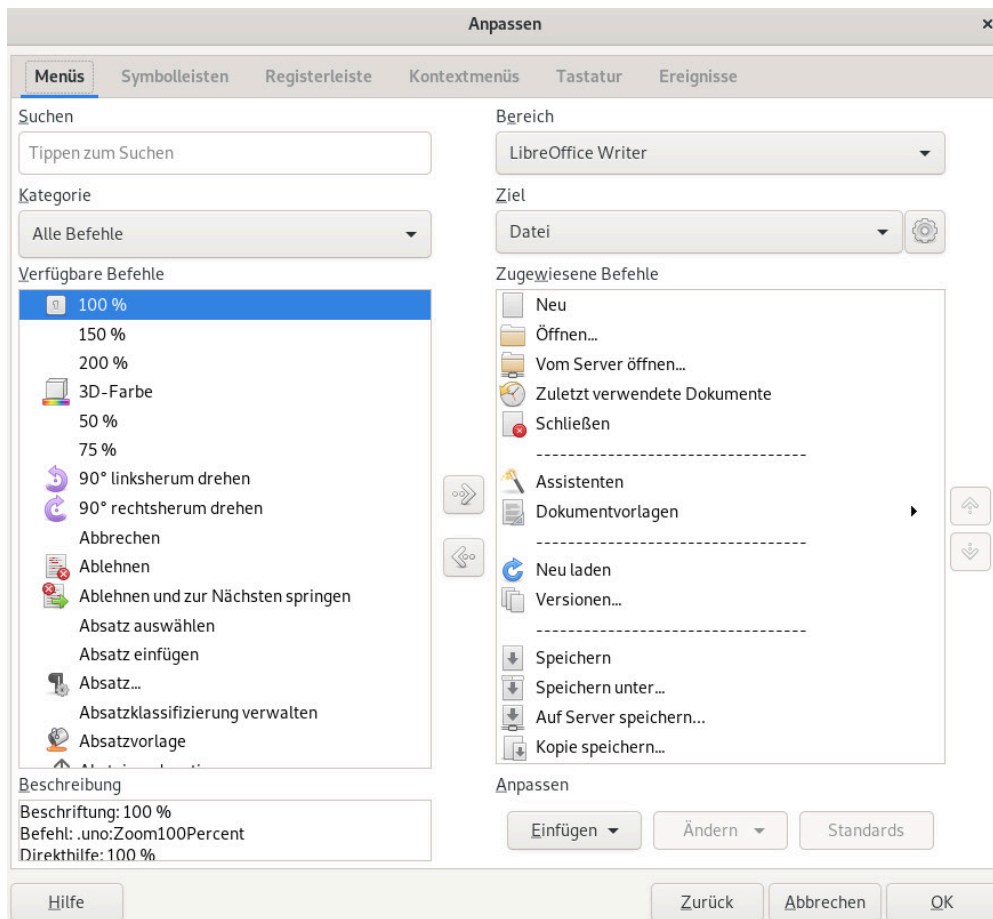 Anpassen
Menüs Symbolleisten Registerleiste Kontextmenüs Tastatur Ereignisse
Suchen
Tippen zum Suchen
Kategorie
Alle Befehle
Verfügbare Befehle
100 %
150 %
200 %
3D-Farbe
50 %
75 %
90° linksherum drehen
90° rechtsherum drehen
Abbrechen
Ablehnen
Ablehnen und zur Nächsten springen
Absatz auswählen
Absatz einfügen
Absatz...
Absatzklassifizierung verwalten
Absatzvorlage
Beschreibung
Beschriftung: 100 %
Befehl: .uno:Zoom100Percent
Direkthilfe: 100 %
Bereich
LibreOffice Writer
Ziel
Datei
Zugewiesene Befehle
Neu
Öffnen...
Vom Server öffnen...
Zuletzt verwendete Dokumente
Schließen
----------------------------------
Assistenten
Dokumentvorlagen
----------------------------------
Neu laden
Versionen...
----------------------------------
Speichern
Speichern unter...
Auf Server speichern...
Kopie speichern...
Anpassen
Einfügen Ändern Standards
Hilfe Zurück Abbrechen OK